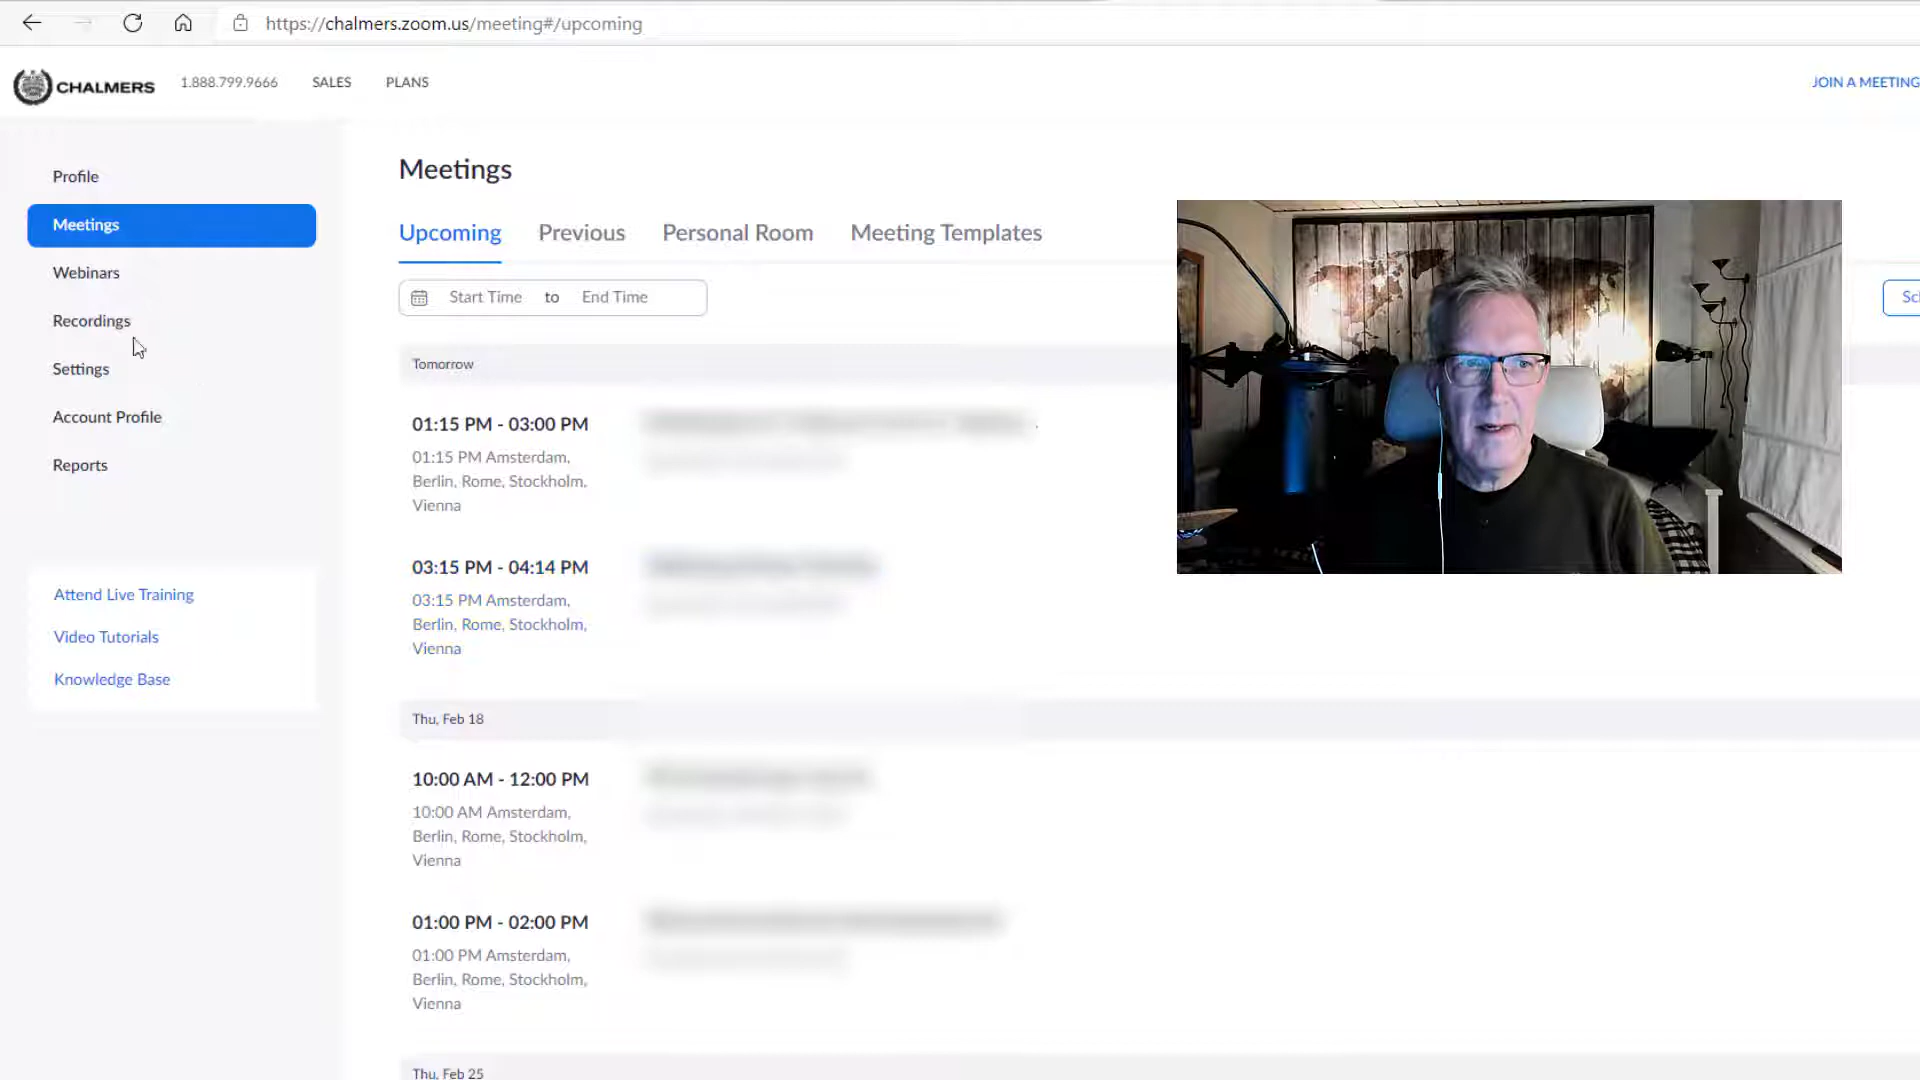 https://chalmers.zoom.us/meeting#/upcoming
CHALMERS
1.888.799.9666
SALES
PLANS
JOIN A MEETING
Profile
Meetings
Webinars
Recordings
Settings
Account Profile
Reports
Attend Live Training
Video Tutorials
Knowledge Base
Meetings
Upcoming
Previous
Personal Room
Meeting Templates
Start Time to End Time
Tomorrow
01:15 PM - 03:00 PM
01:15 PM Amsterdam,
Berlin, Rome, Stockholm,
Vienna
03:15 PM - 04:14 PM
03:15 PM Amsterdam,
Berlin, Rome, Stockholm,
Vienna
Thu, Feb 18
10:00 AM - 12:00 PM
10:00 AM Amsterdam,
Berlin, Rome, Stockholm,
Vienna
01:00 PM - 02:00 PM
01:00 PM Amsterdam,
Berlin, Rome, Stockholm,
Vienna
Thu, Feb 25